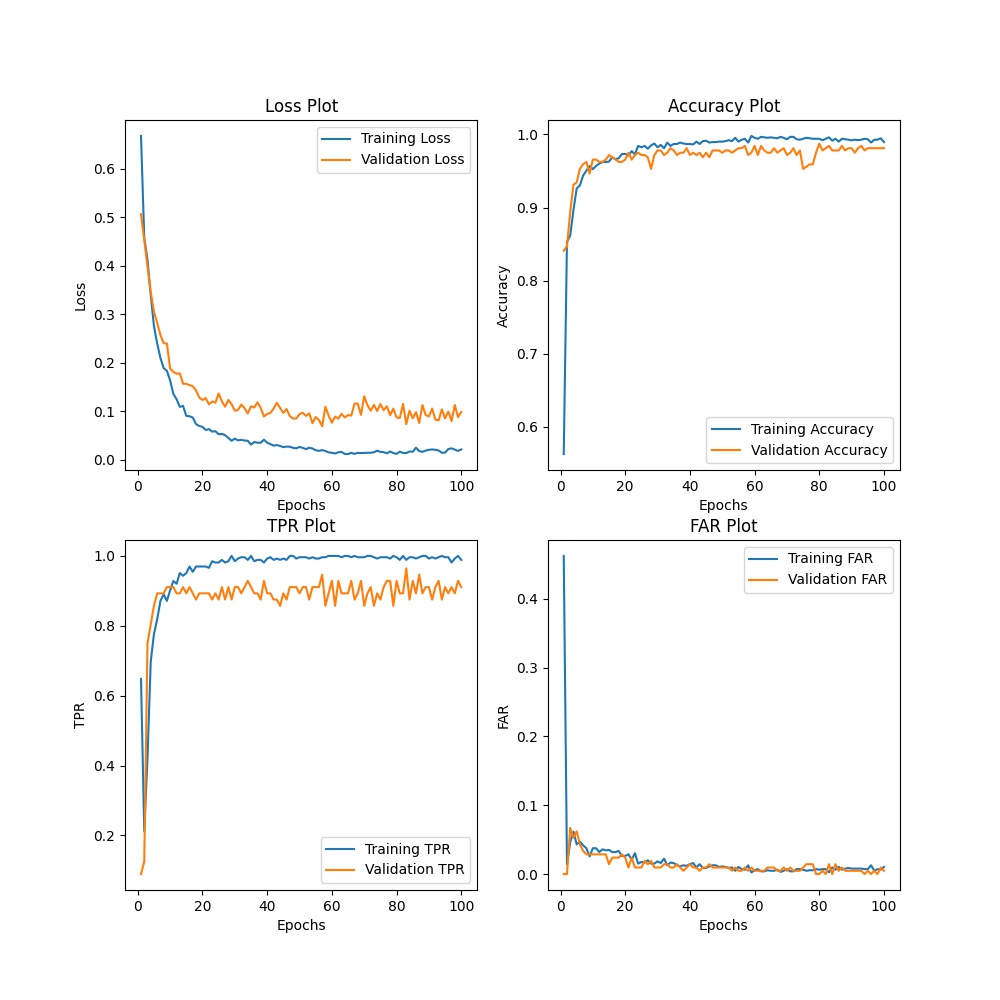 Loss Plot
Training Loss
Validation Loss
0.6
0.5
0.4
0.3
0.2
0.1
0.0
Loss
0 20 40 60 80 100
Epochs
Accuracy Plot
1.0
0.9
0.8
0.7
0.6
Accuracy
Training Accuracy
Validation Accuracy
0 20 40 60 80 100
Epochs
TPR Plot
1.0
0.8
0.6
0.4
0.2
TPR
Training TPR
Validation TPR
0 20 40 60 80 100
Epochs
FAR Plot
Training FAR
Validation FAR
0.4
0.3
0.2
0.1
0.0
FAR
0 20 40 60 80 100
Epochs